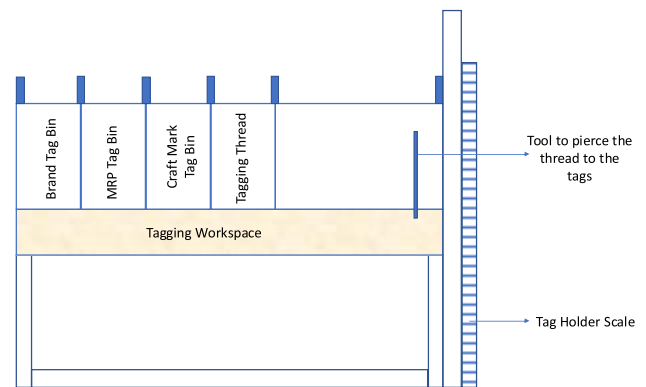 Brand Tag Bin
MRP Tag Bin
Craft Mark
Tag Bin
Tagging Thread
Tool to pierce the
thread to the
tags
Tagging Workspace
Tag Holder Scale